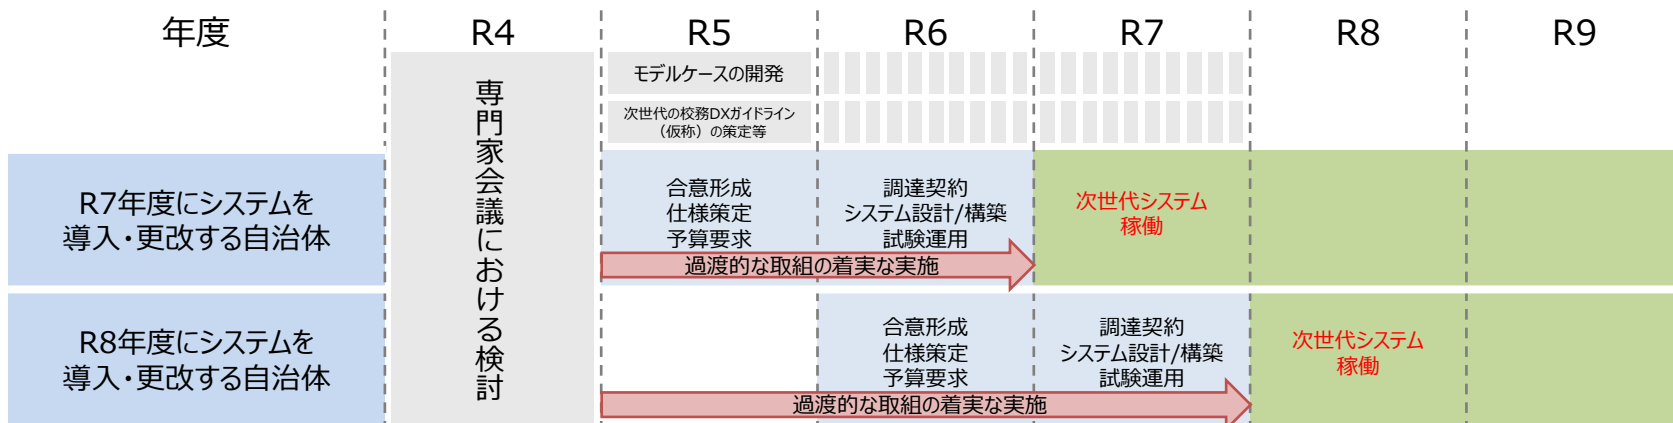 年度
R4
R5
R6
R7
R8
R9
専門家会議における検討
モデルケースの開発
次世代の校務DXガイドライン
（仮称）の策定等
R7年度にシステムを
導入・更改する自治体
合意形成
仕様策定
予算要求
調達契約
システム設計/構築
試験運用
次世代システム
稼働
過渡的な取組の着実な実施
R8年度にシステムを
導入・更改する自治体
合意形成
仕様策定
予算要求
調達契約
システム設計/構築
試験運用
次世代システム
稼働
過渡的な取組の着実な実施